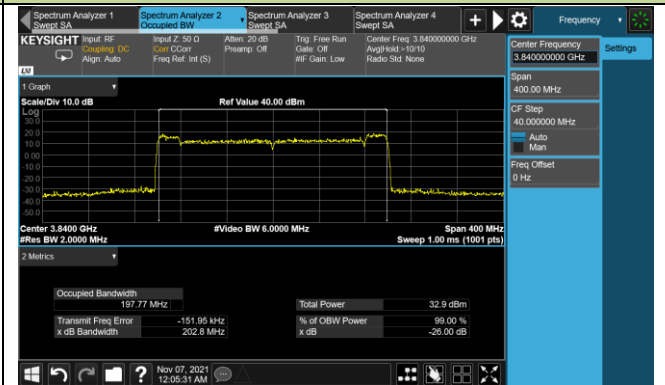 Spectrum Analyzer 1
Swept SA
Spectrum Analyzer 2
Occupied BW
Spectrum Analyzer 3
Swept SA
Spectrum Analyzer 4
Swept SA
Frequency
KEYSIGHT
Input: RF
Coupling: DC
Align: Auto
Input Z: 50 Ω
Corr CCorr
Freq Ref: Int (S)
Atten: 20 dB
Preamp: Off
Trig: Free Run
Gate: Off
#IF Gain: Low
Center Freq: 3.840000000 GHz
Avg|Hold:>10/10
Radio Std: None
LXI
Center Frequency
3.840000000 GHz
Settings
Span
400.00 MHz
CF Step
40.000000 MHz
Auto
Man
Freq Offset
0 Hz
1 Graph
Scale/Div 10.0 dB
Ref Value 40.00 dBm
Log
30.0
20.0
10.0
0.00
-10.0
-20.0
-30.0
-40.0
-50.0
Center 3.8400 GHz
#Video BW 6.0000 MHz
Span 400 MHz
#Res BW 2.0000 MHz
Sweep 1.00 ms (1001 pts)
2 Metrics
Occupied Bandwidth
197.77 MHz
Total Power
32.9 dBm
Transmit Freq Error
-151.95 kHz
% of OBW Power
99.00 %
x dB Bandwidth
202.8 MHz
x dB
-26.00 dB
Nov 07, 2021
12:05:31 AM